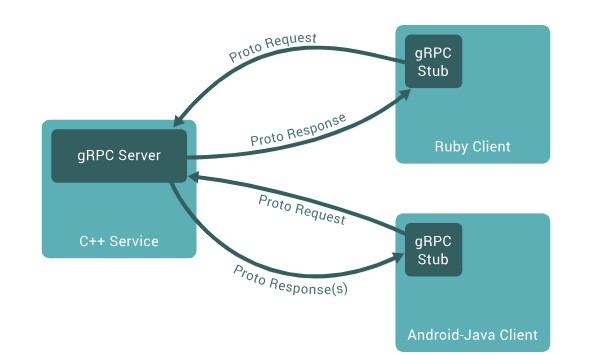 Proto Request
gRPC
Stub
Proto Response
Ruby Client
gRPC Server
C++ Service
Proto Request
gRPC
Stub
Proto Response(s)
Android-Java Client